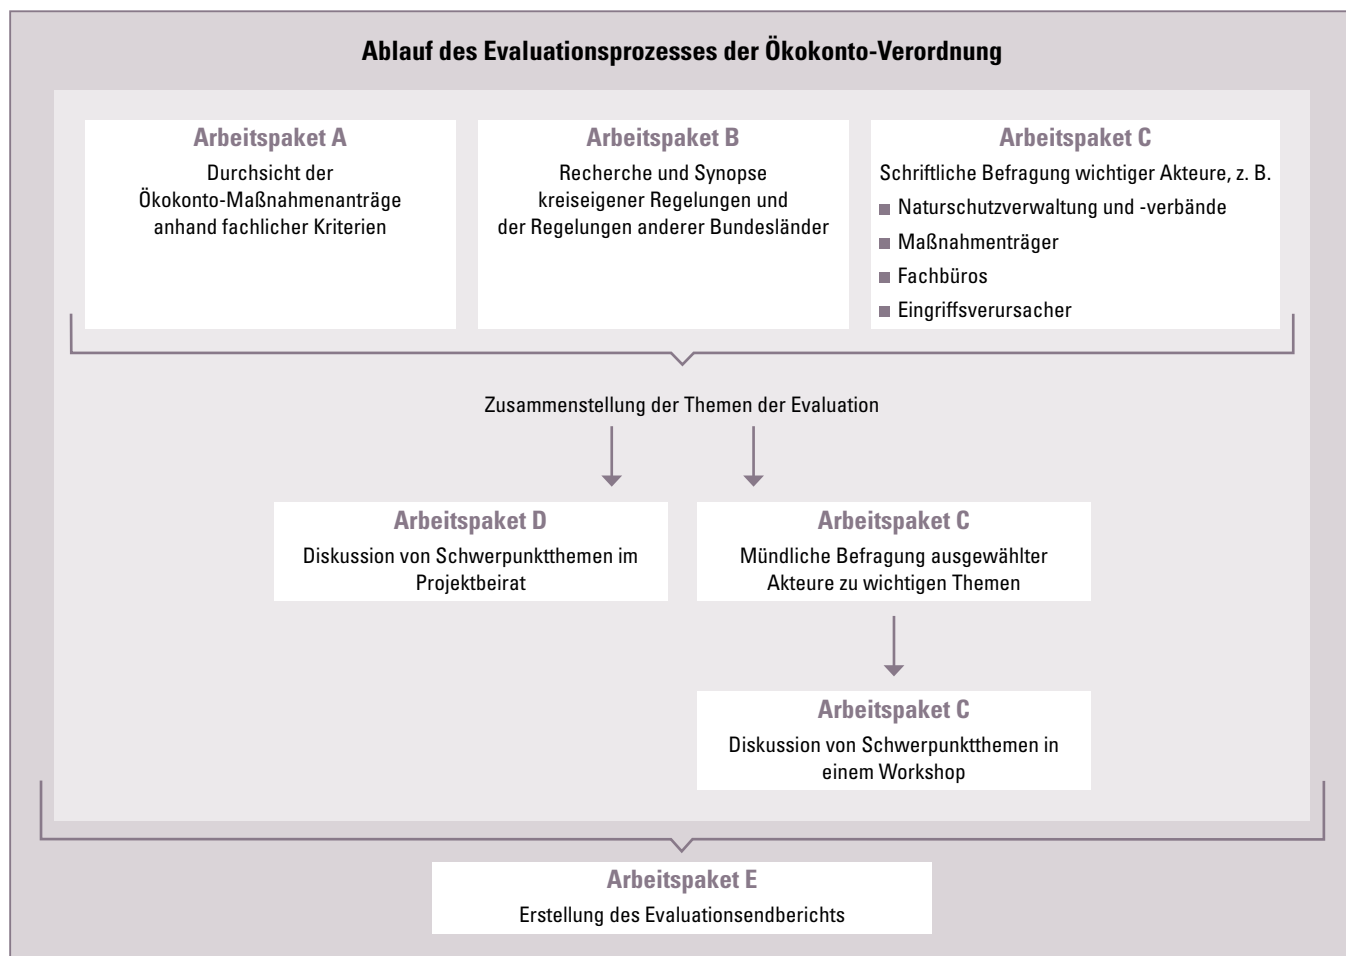 Ablauf des Evaluationsprozesses der Ökokonto-Verordnung
Arbeitspaket A
Durchsicht der
Ökokonto-Maßnahmenanträge
anhand fachlicher Kriterien
Arbeitspaket B
Recherche und Synopse
kreiseigener Regelungen und
der Regelungen anderer Bundesländer
Arbeitspaket C
Schriftliche Befragung wichtiger Akteure, z. B.
■ Naturschutzverwaltung und -verbände
■ Maßnahmenträger
■ Fachbüros
■ Eingriffsverursacher
Zusammenstellung der Themen der Evaluation
Arbeitspaket D
Diskussion von Schwerpunktthemen im
Projektbeirat
Arbeitspaket C
Mündliche Befragung ausgewählter
Akteure zu wichtigen Themen
Arbeitspaket C
Diskussion von Schwerpunktthemen in
einem Workshop
Arbeitspaket E
Erstellung des Evaluationsendberichts